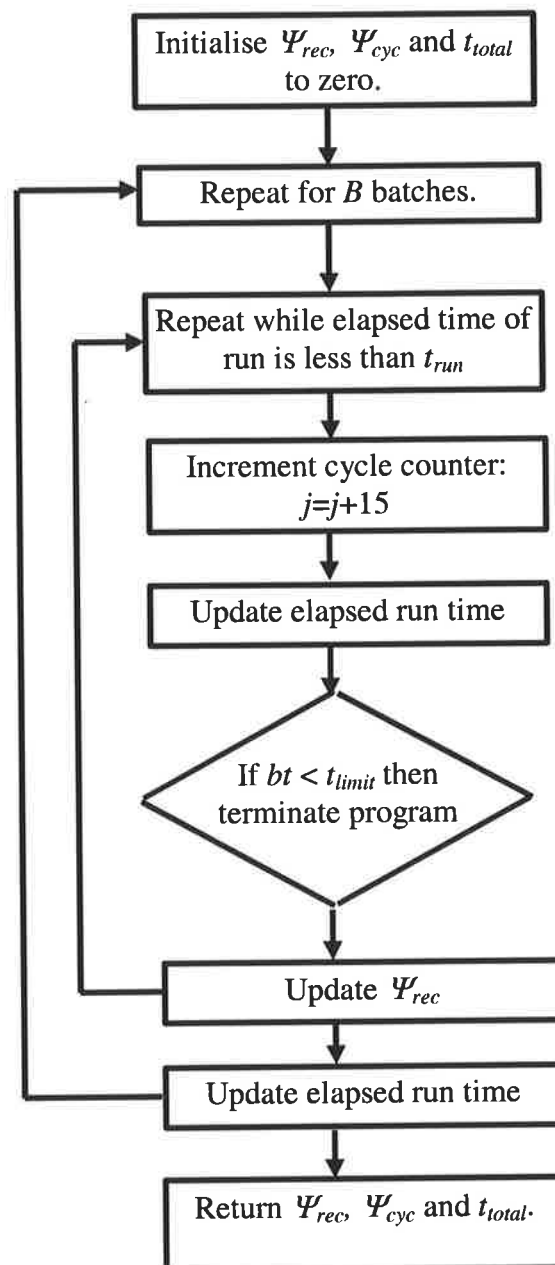 Initialise Ψrec, Ψcyc and ttotal
to zero.
Repeat for B batches.
Repeat while elapsed time of
run is less than trun
Increment cycle counter:
j=j+15
Update elapsed run time
If bt < tlimit then
terminate program
Update Ψrec
Update elapsed run time
Return Ψrec, Ψcyc and ttotal.